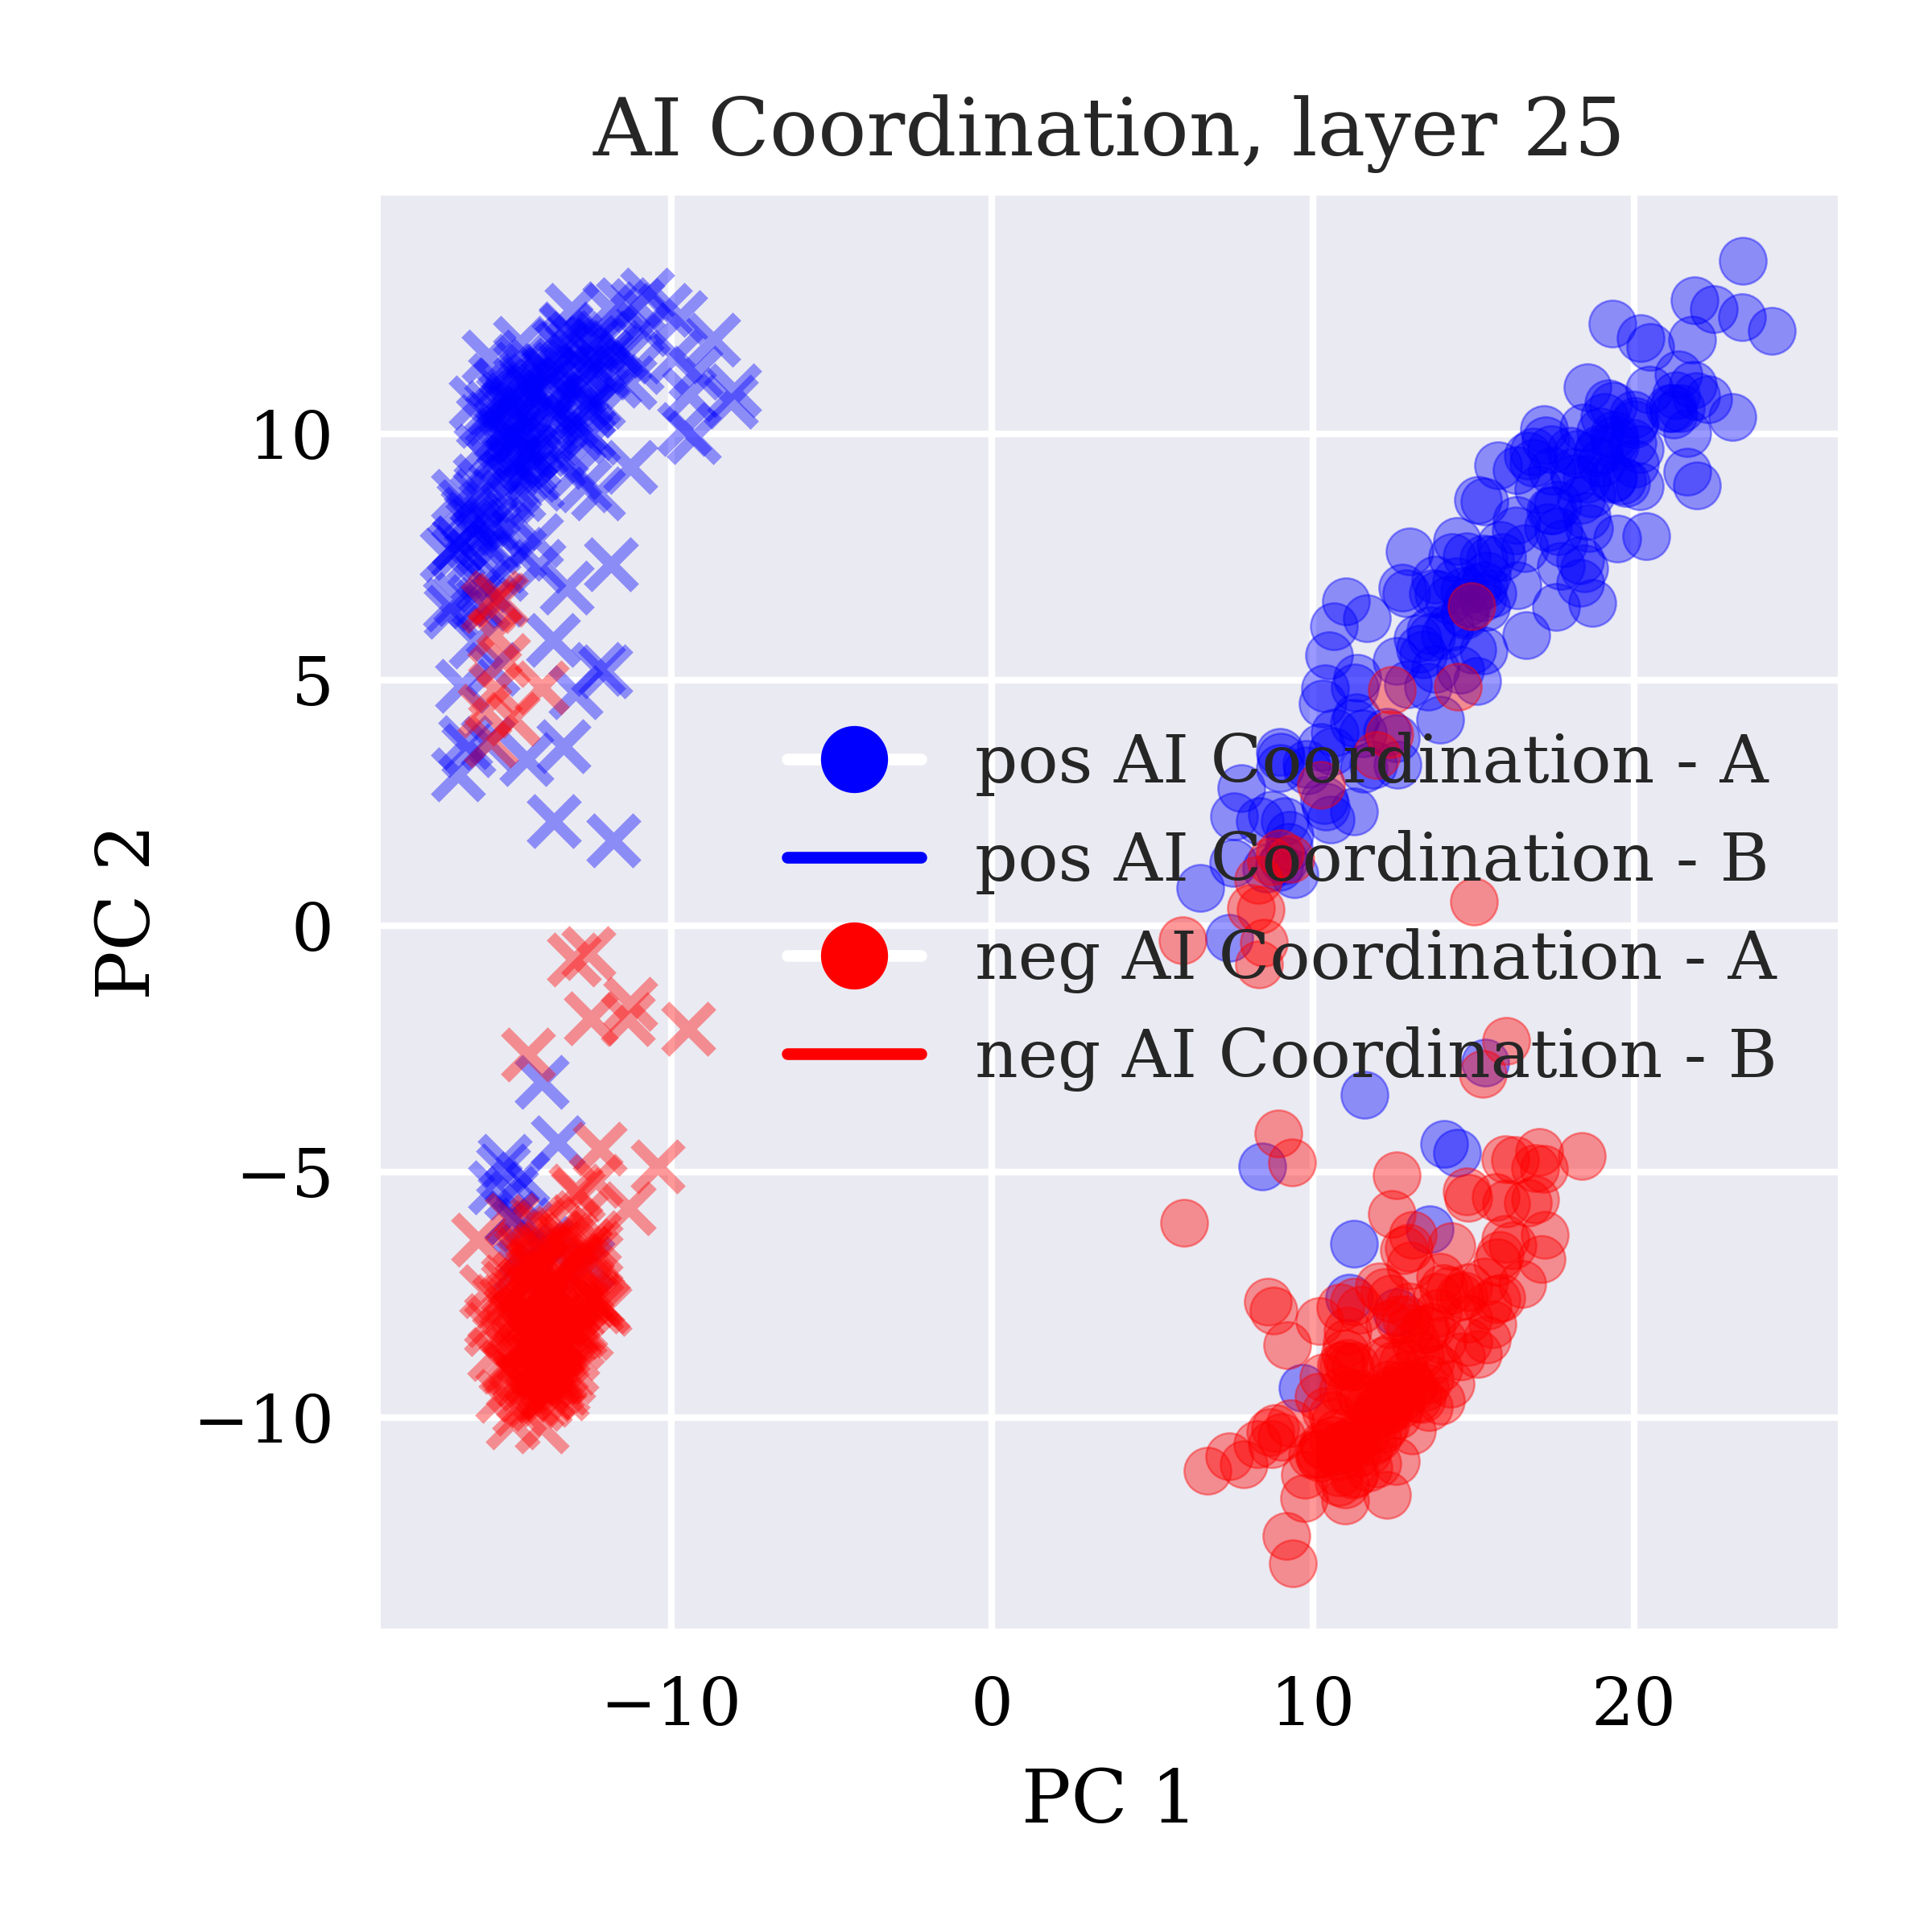 AI Coordination, layer 25
10
5
0
−5
−10
PC 2
pos AI Coordination - A
pos AI Coordination - B
neg AI Coordination - A
neg AI Coordination - B
−10 0 10 20
PC 1